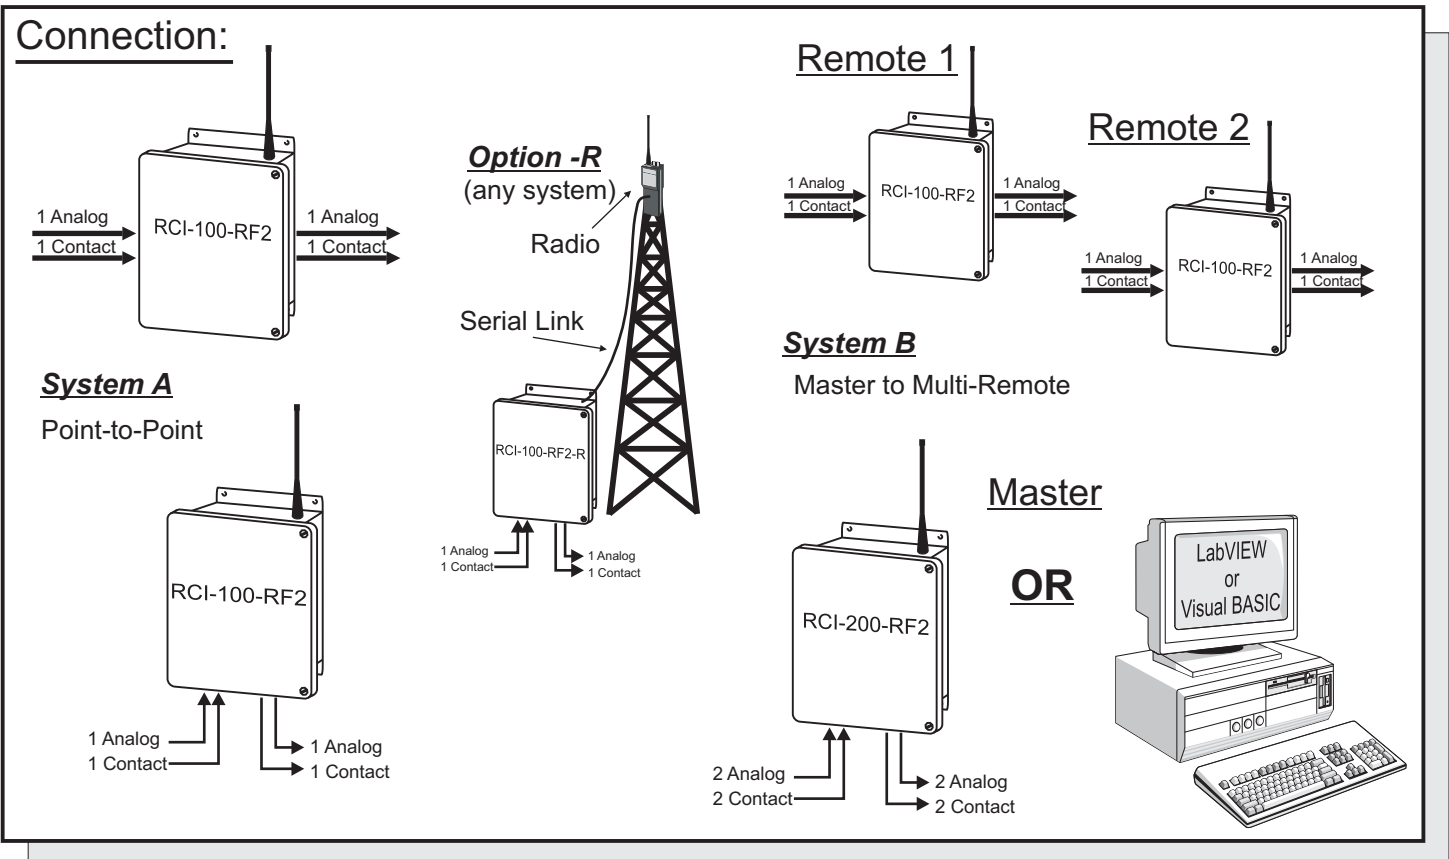 Connection:
1 Analog
1 Contact
RCI-100-RF2
1 Analog
1 Contact
System A
Point-to-Point
RCI-100-RF2
1 Analog
1 Contact
1 Analog
1 Contact
Option -R
(any system)
Radio
Serial Link
RCI-100-RF2-R
1 Analog
1 Contact
1 Analog
1 Contact
Remote 1
1 Analog
1 Contact
RCI-100-RF2
1 Analog
1 Contact
Remote 2
1 Analog
1 Contact
RCI-100-RF2
1 Analog
1 Contact
System B
Master to Multi-Remote
RCI-200-RF2
2 Analog
2 Contact
2 Analog
2 Contact
Master
OR
LabVIEW
or
Visual BASIC